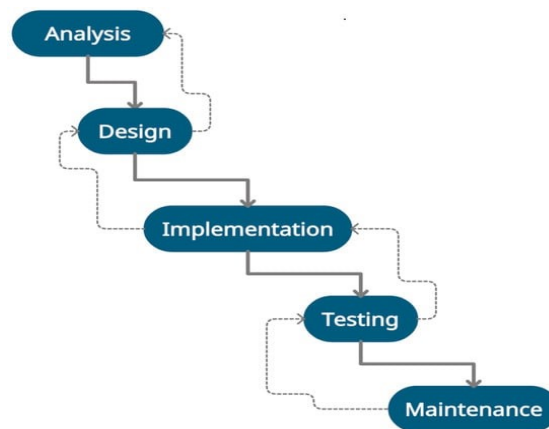 Analysis
Design
Implementation
Testing
Maintenance